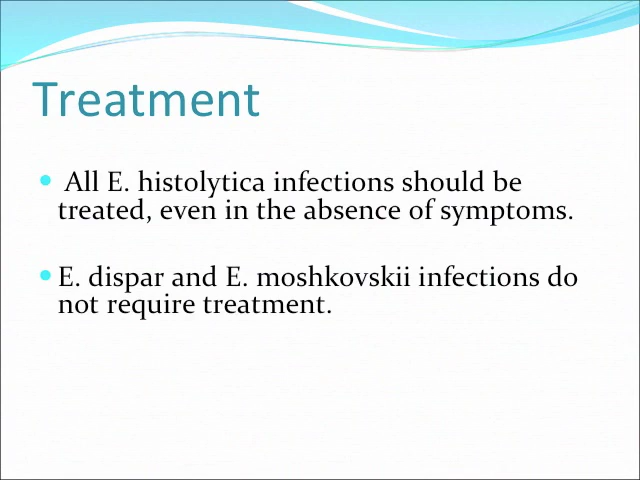 Treatment
• All E. histolytica infections should be
treated, even in the absence of symptoms.
• E. dispar and E. moshkovskii infections do
not require treatment.